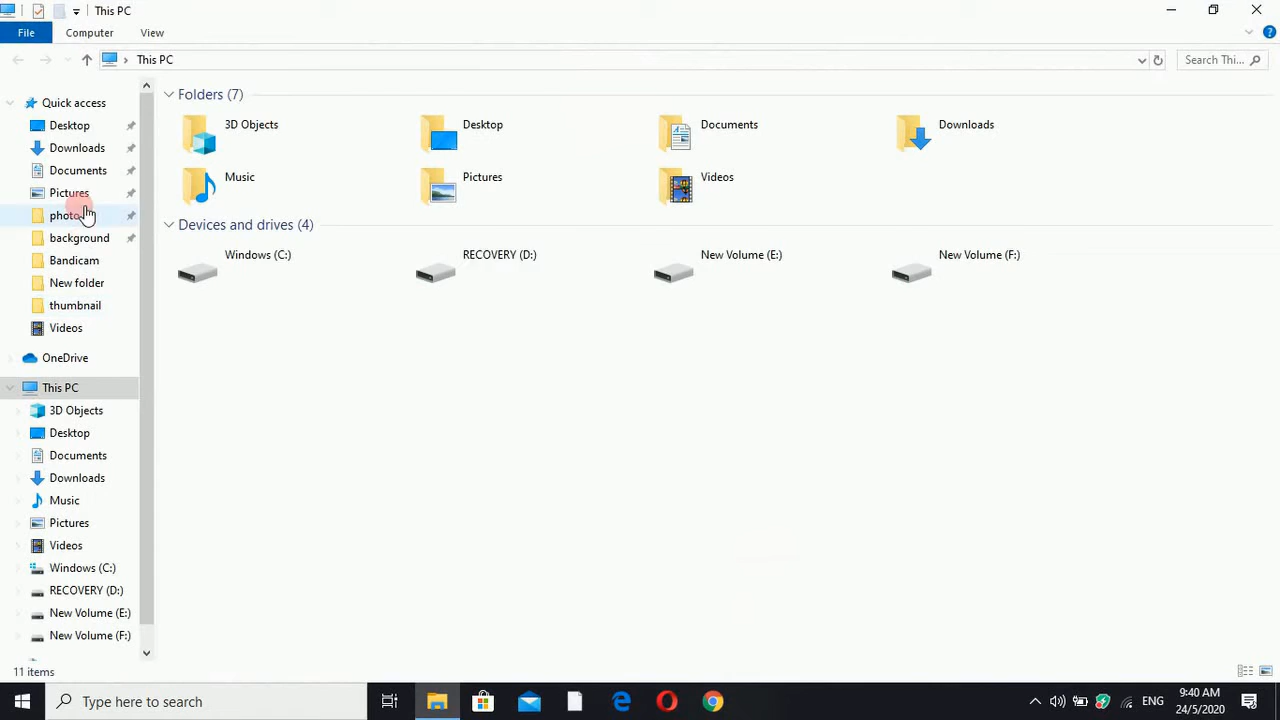 This PC
File Computer View
This PC
Search Thi...
Quick access
Desktop
Downloads
Documents
Pictures
photo
background
Bandicam
New folder
thumbnail
Videos
OneDrive
This PC
3D Objects
Desktop
Documents
Downloads
Music
Pictures
Videos
Windows (C:)
RECOVERY (D:)
New Volume (E:)
New Volume (F:)
Folders (7)
3D Objects Desktop Documents Downloads
Music Pictures Videos
Devices and drives (4)
Windows (C:) RECOVERY (D:) New Volume (E:) New Volume (F:)
11 items
Type here to search
ENG
9:40 AM
24/5/2020